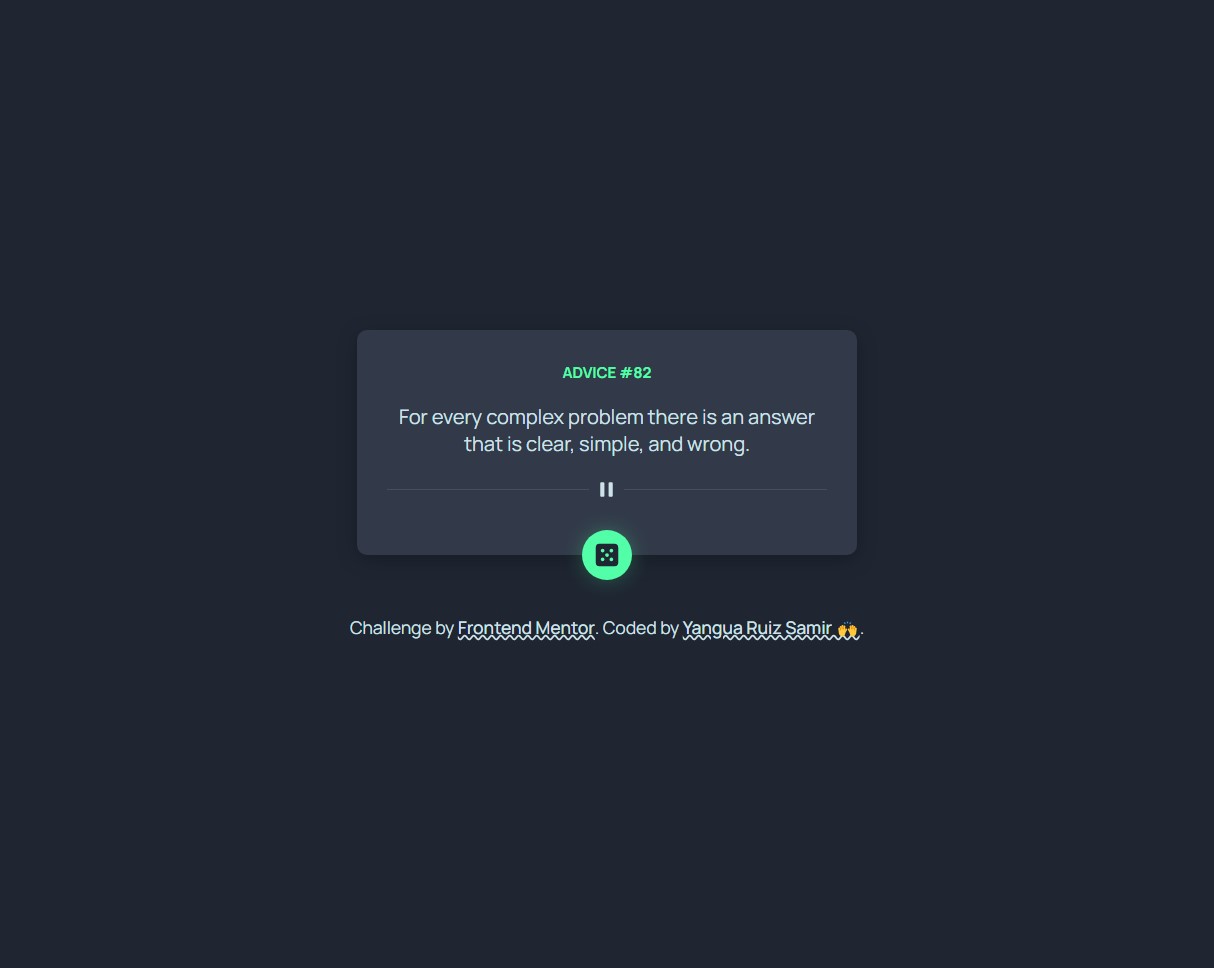 ADVICE #82
For every complex problem there is an answer
that is clear, simple, and wrong.
Challenge by Frontend Mentor. Coded by Yangua Ruiz Samir 🙌.